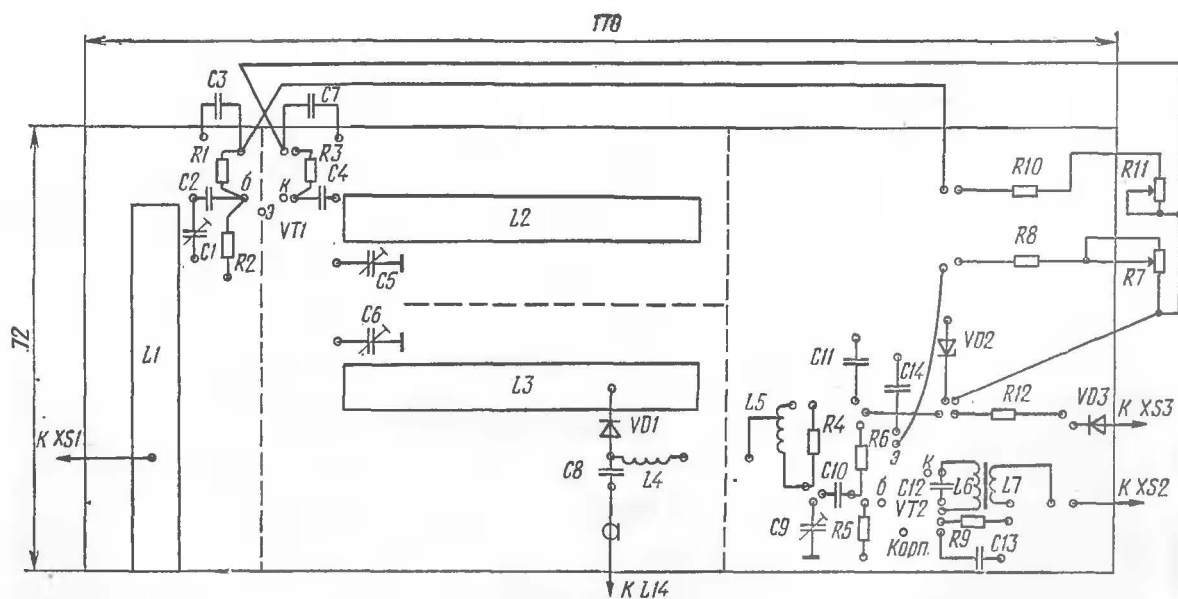 170
C3
C7
R1
R3
R10
R11
C2
б
к
C4
э
VT1
L2
C1
R2
R8
R7
C5
72
C6
VD2
L1
C11
C14
L3
L5
R12
VD3
К XS3
VD1
R4
R6
э
К XS1
C8
L4
C10
к
б
C12
L6
L7
К XS2
C9
R5
VT2
Корп.
R9
C13
К L14